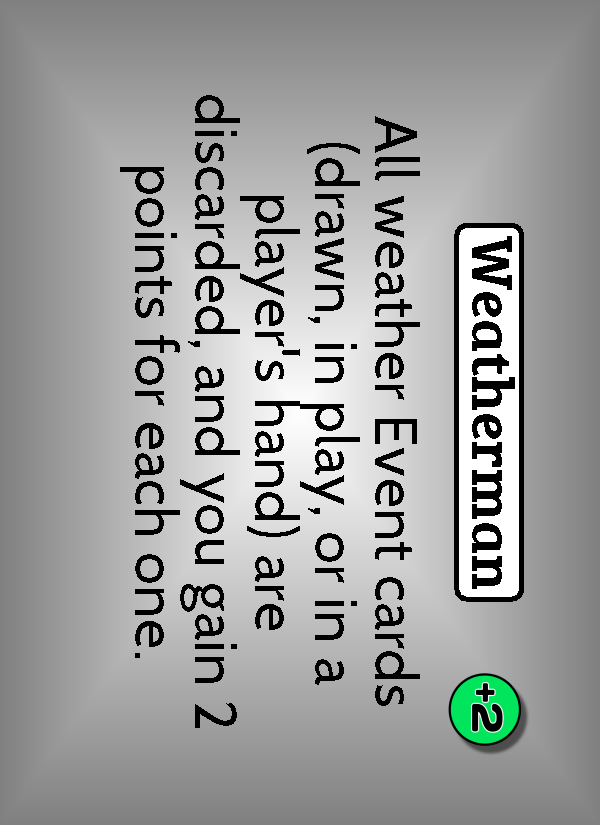 Weatherman
+2
All weather Event cards
(drawn, in play, or in a
player's hand) are
discarded, and you gain 2
points for each one.